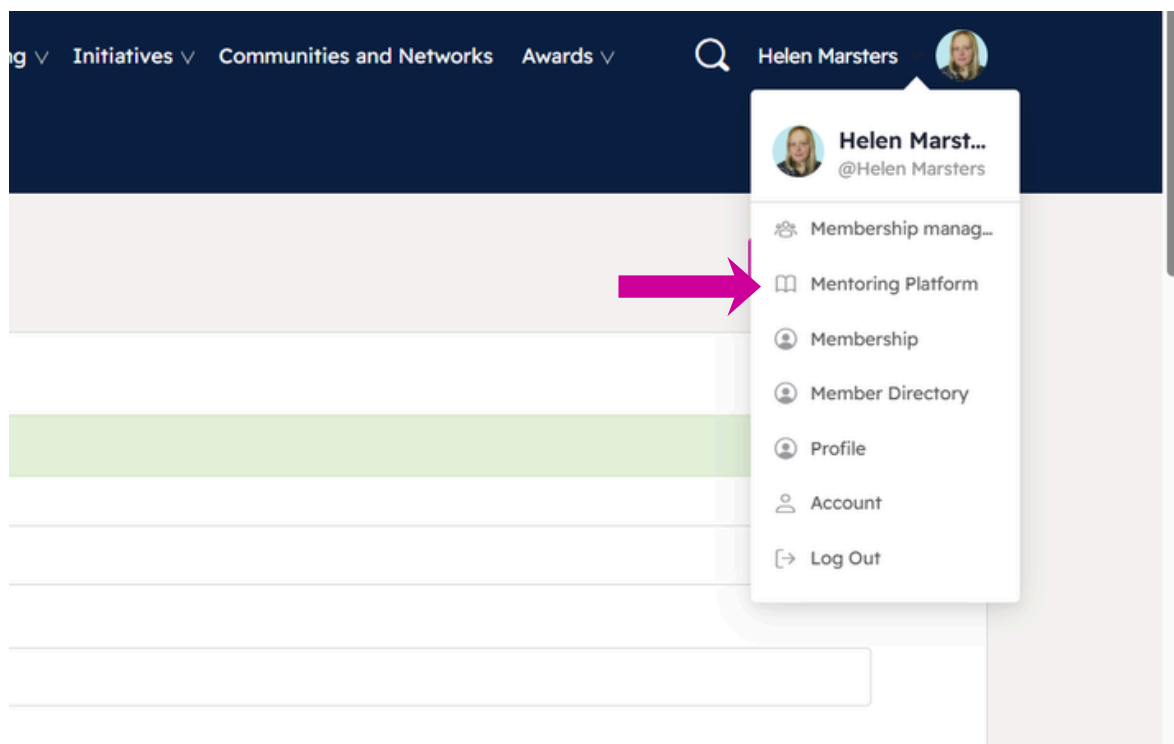 Initiatives Communities and Networks Awards Helen Marsters
Helen Marst...
@Helen Marsters
Membership manag...
Mentoring Platform
Membership
Member Directory
Profile
Account
Log Out